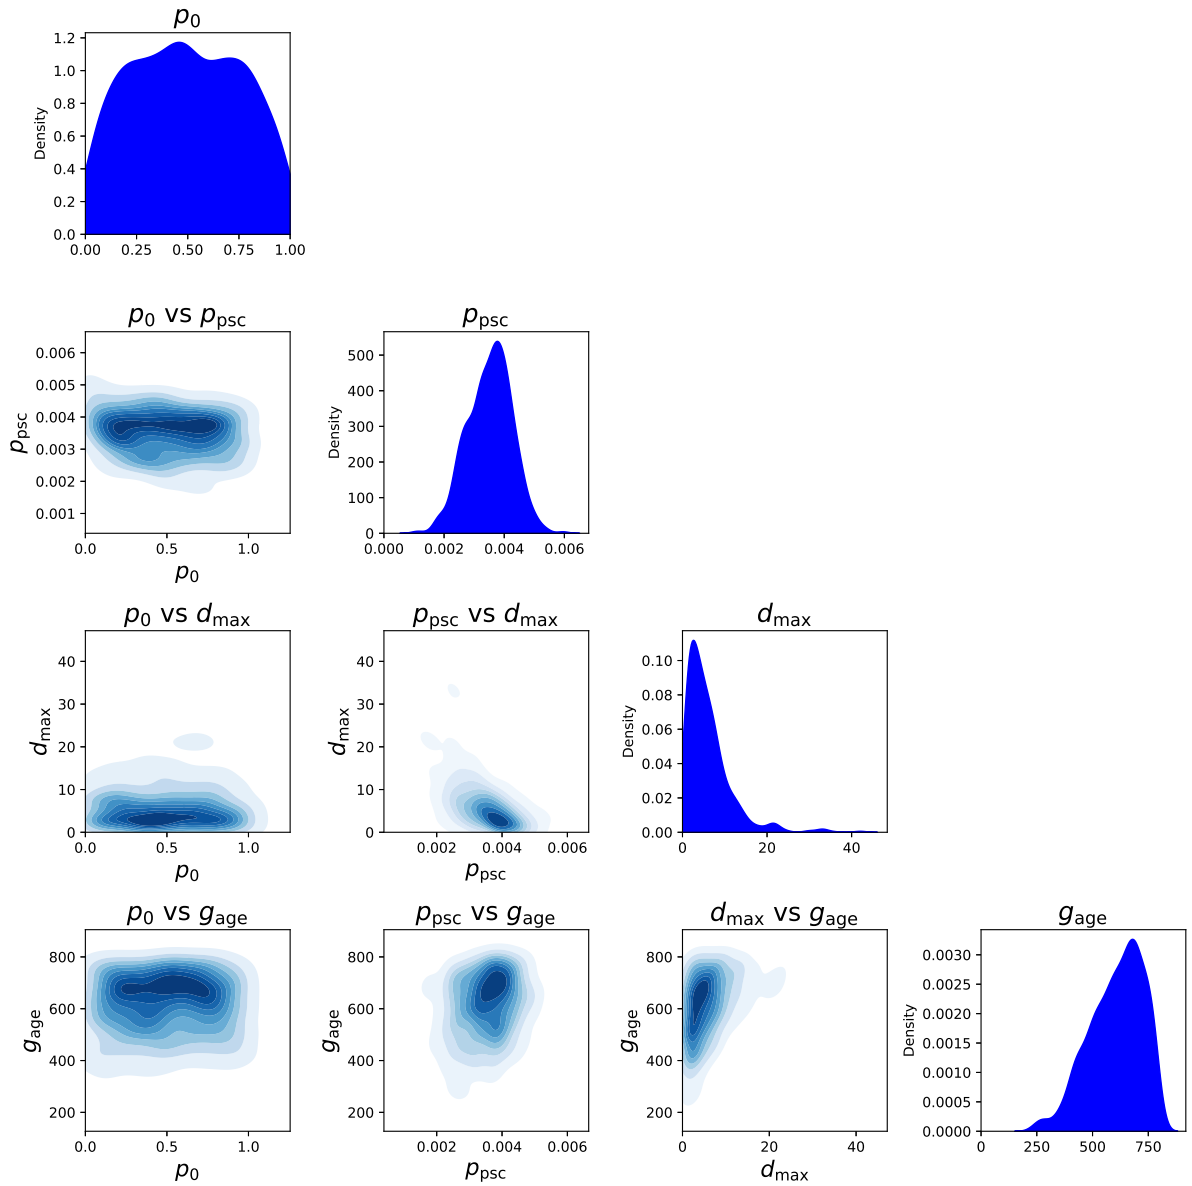 p0
1.2
1.0
0.8
0.6
0.4
0.2
0.0
Density
0.00 0.25 0.50 0.75 1.00
p0 vs ppsc
0.006
0.005
0.004
0.003
0.002
0.001
ppsc
0.0 0.5 1.0
p0
ppsc
500
400
300
200
100
0
Density
0.000 0.002 0.004 0.006
p0 vs dmax
40
30
20
10
0
dmax
0.0 0.5 1.0
p0
ppsc vs dmax
40
30
20
10
0
dmax
0.002 0.004 0.006
ppsc
dmax
0.10
0.08
0.06
0.04
0.02
0.00
Density
0 20 40
p0 vs gage
800
600
400
200
gage
0.0 0.5 1.0
p0
ppsc vs gage
800
600
400
200
gage
0.002 0.004 0.006
ppsc
dmax vs gage
800
600
400
200
gage
0 20 40
dmax
gage
0.0030
0.0025
0.0020
0.0015
0.0010
0.0005
0.0000
Density
0 250 500 750